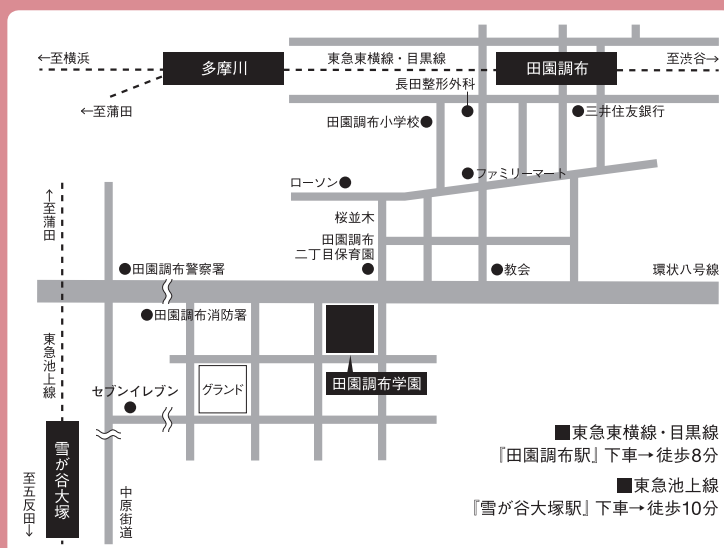 ←至横浜
多摩川
東急東横線・目黒線
田園調布
至渋谷→
←至蒲田
長田整形外科
田園調布小学校
三井住友銀行
ローソン
ファミリーマート
←至蒲田
桜並木
田園調布
二丁目保育園
教会
環状八号線
田園調布警察署
田園調布消防署
東急池上線
セブンイレブン
グランド
田園調布学園
雪が谷大塚
至五反田→
中原街道
■東急東横線・目黒線
『田園調布駅』下車→徒歩8分
■東急池上線
『雪が谷大塚駅』下車→徒歩10分